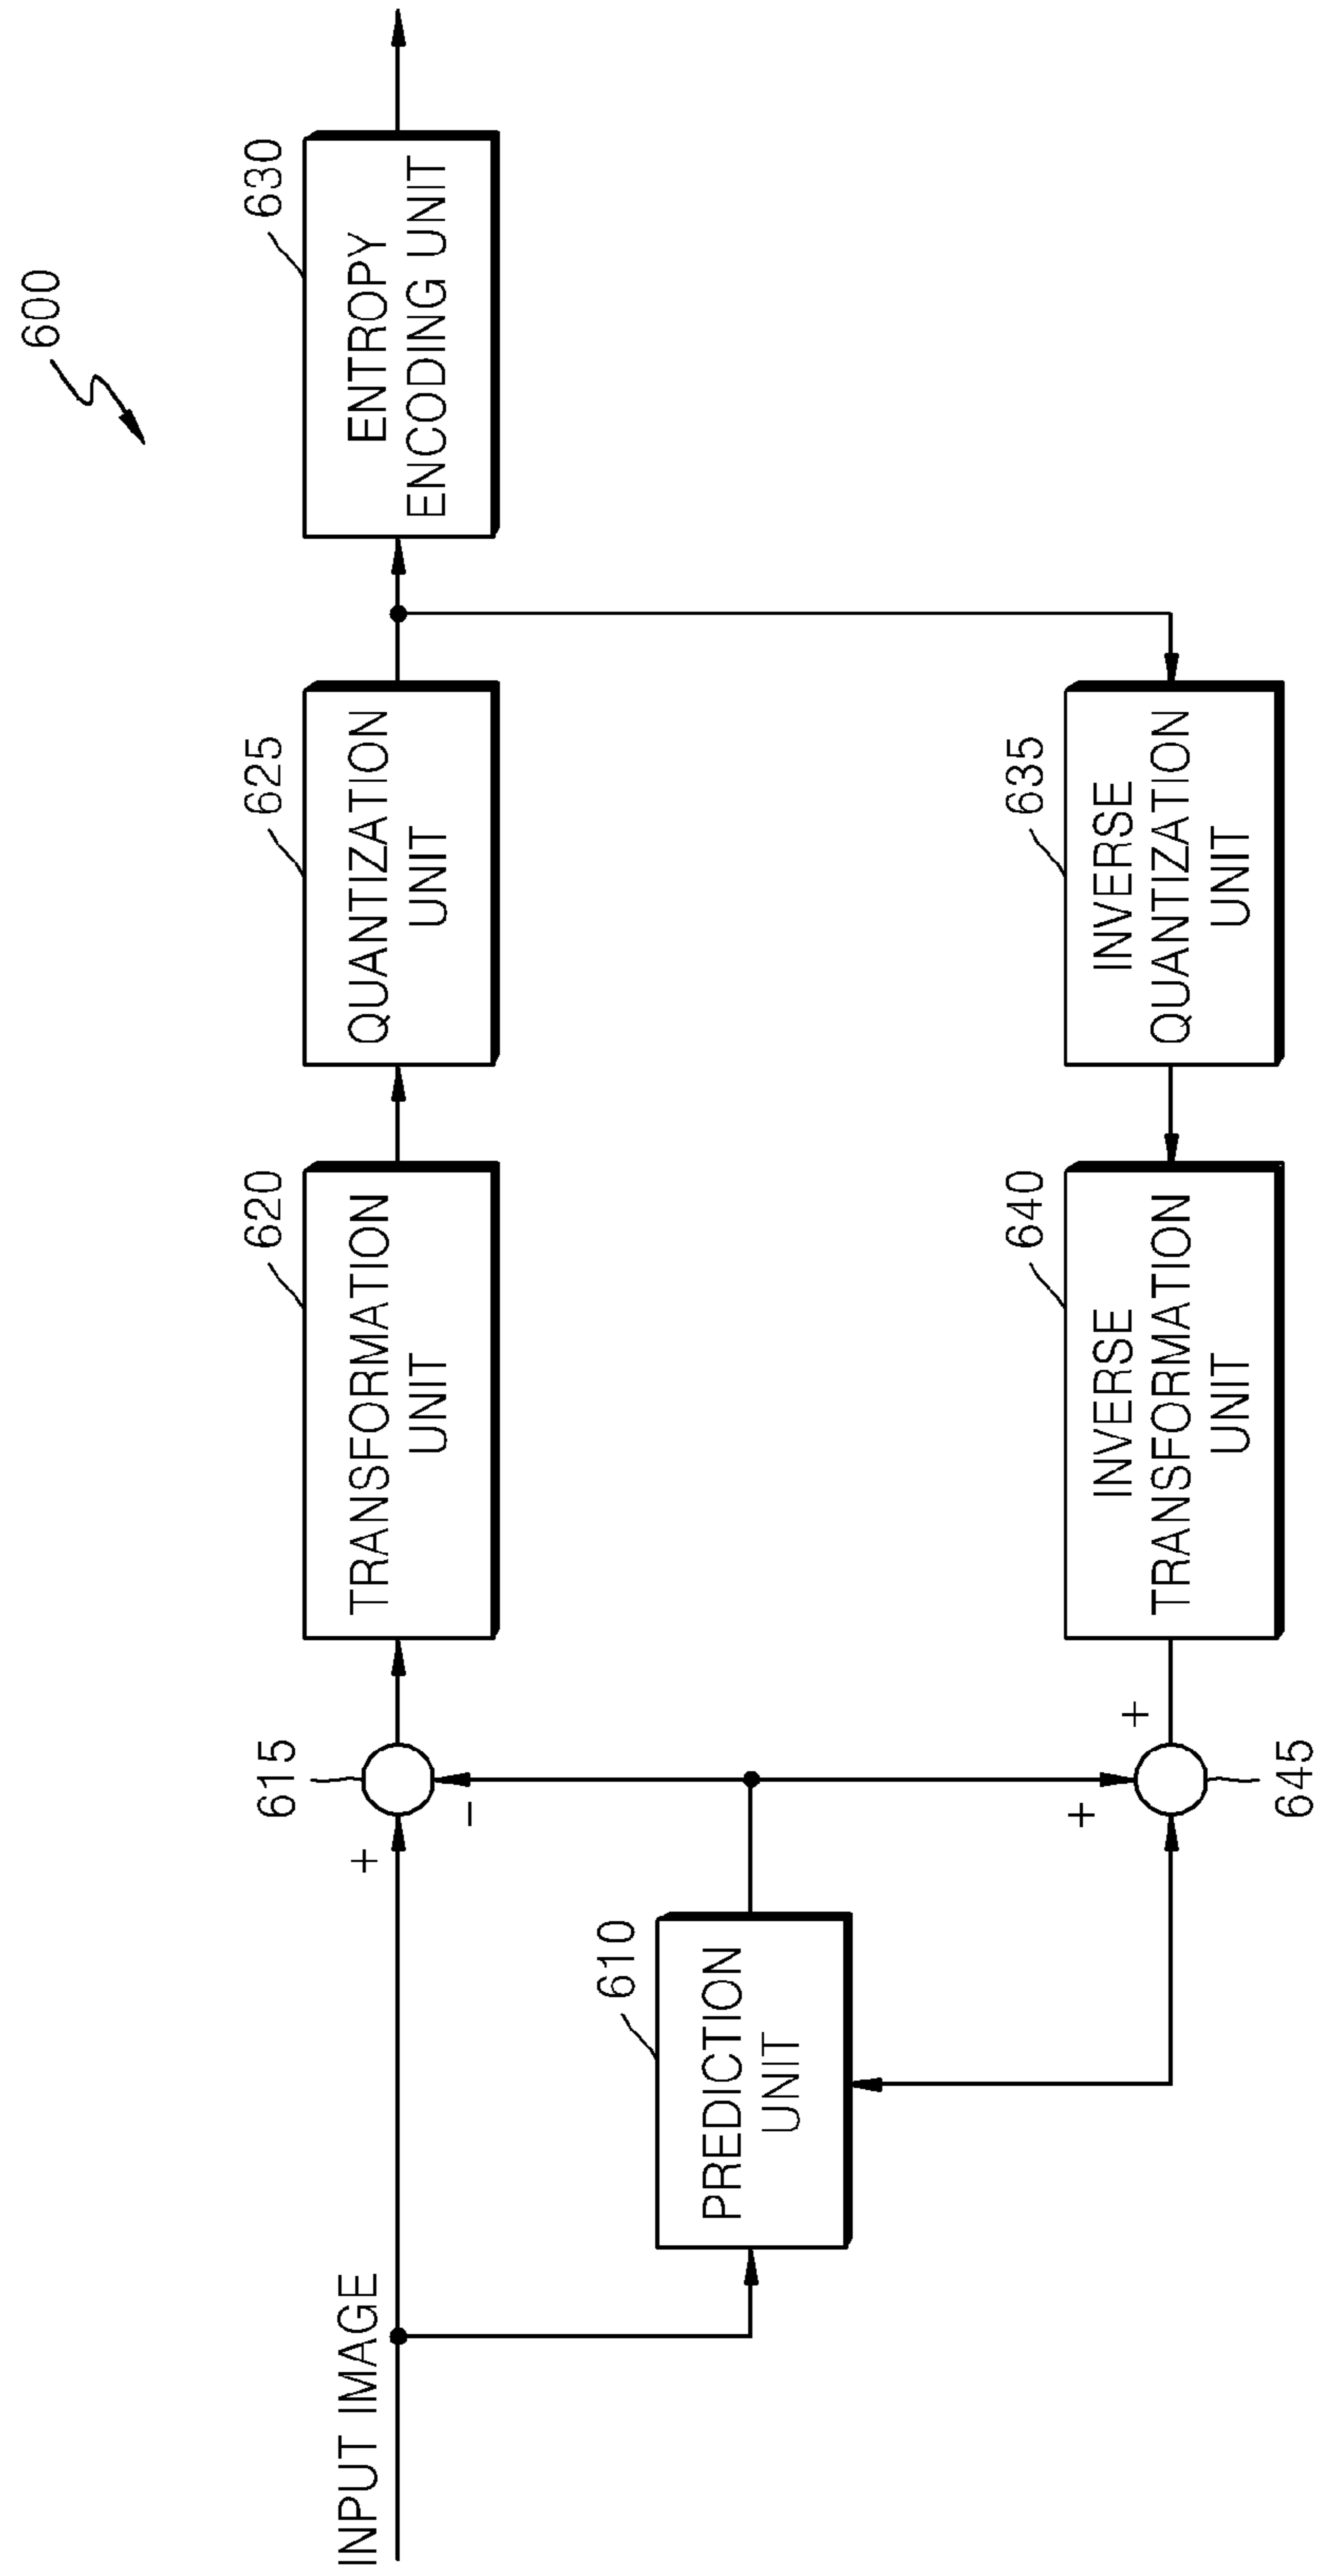 600
630
ENTROPY
ENCODING UNIT
625
QUANTIZATION
UNIT
620
TRANSFORMATION
UNIT
615
+
−
INPUT IMAGE
610
PREDICTION
UNIT
635
INVERSE
QUANTIZATION
UNIT
640
INVERSE
TRANSFORMATION
UNIT
+
+
645